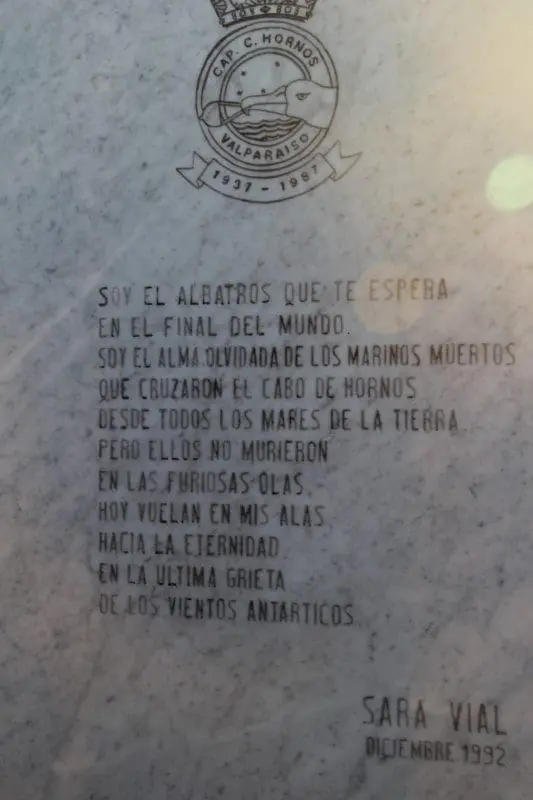 CAP. C. HORNOS
VALPARAISO
1937 - 1987
SOY EL ALBATROS QUE TE ESPERA
EN EL FINAL DEL MUNDO.
SOY EL ALMA OLVIDADA DE LOS MARINOS MUERTOS
QUE CRUZARON EL CABO DE HORNOS
DESDE TODOS LOS MARES DE LA TIERRA.
PERO ELLOS NO MURIERON
EN LAS FURIOSAS OLAS.
HOY VUELAN EN MIS ALAS
HACIA LA ETERNIDAD
EN LA ULTIMA GRIETA
DE LOS VIENTOS ANTARTICOS.
SARA VIAL
DICIEMBRE 1992